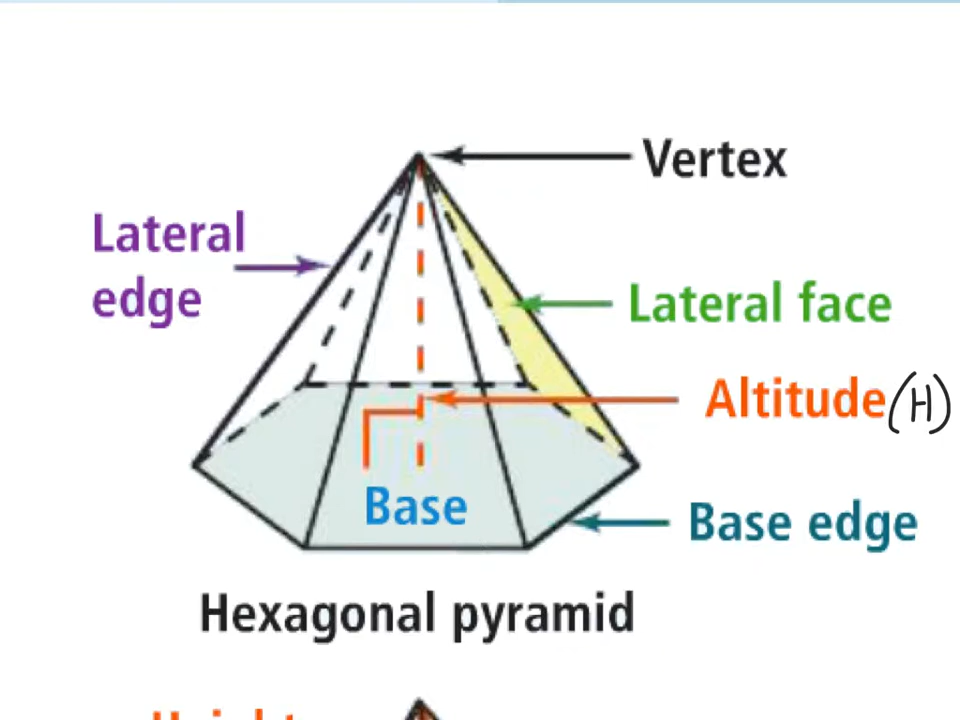 Vertex
Lateral
edge
Lateral face
Altitude (H)
Base
Base edge
Hexagonal pyramid